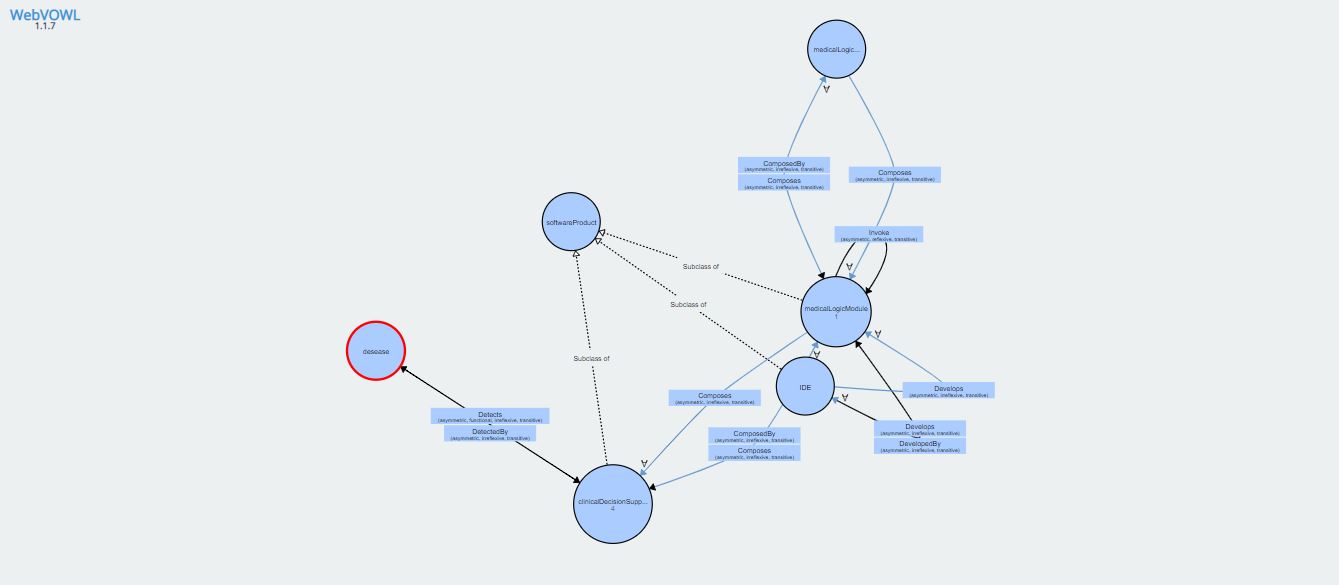 WebVOWL
1.1.7
medicalLogic...
∀
ComposedBy
(asymmetric, irreflexive, transitive)
Composes
(asymmetric, irreflexive, transitive)
Composes
(asymmetric, irreflexive, transitive)
softwareProduct
Invoke
(asymmetric, reflexive, transitive)
Subclass of
∀
Subclass of
medicalLogicModule
1
∀
desease
Subclass of
∀
IDE
Develops
(asymmetric, irreflexive, transitive)
Composes
(asymmetric, irreflexive, transitive)
∀
Detects
(asymmetric, functional, irreflexive, transitive)
DetectedBy
(asymmetric, irreflexive, transitive)
ComposedBy
(asymmetric, irreflexive, transitive)
Composes
(asymmetric, irreflexive, transitive)
Develops
(asymmetric, irreflexive, transitive)
DevelopedBy
(asymmetric, irreflexive, transitive)
∀
clinicalDecisionSupp...
4